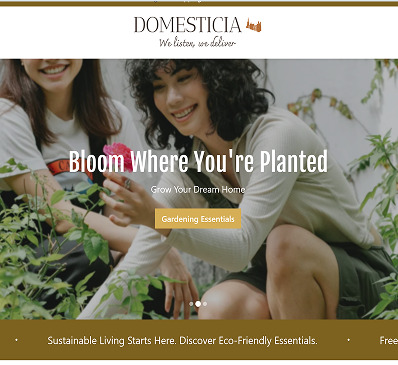 DOMESTICIA
We listen, we deliver
Bloom Where You're Planted
Grow Your Dream Home
Gardening Essentials
• Sustainable Living Starts Here. Discover Eco-Friendly Essentials. • Free